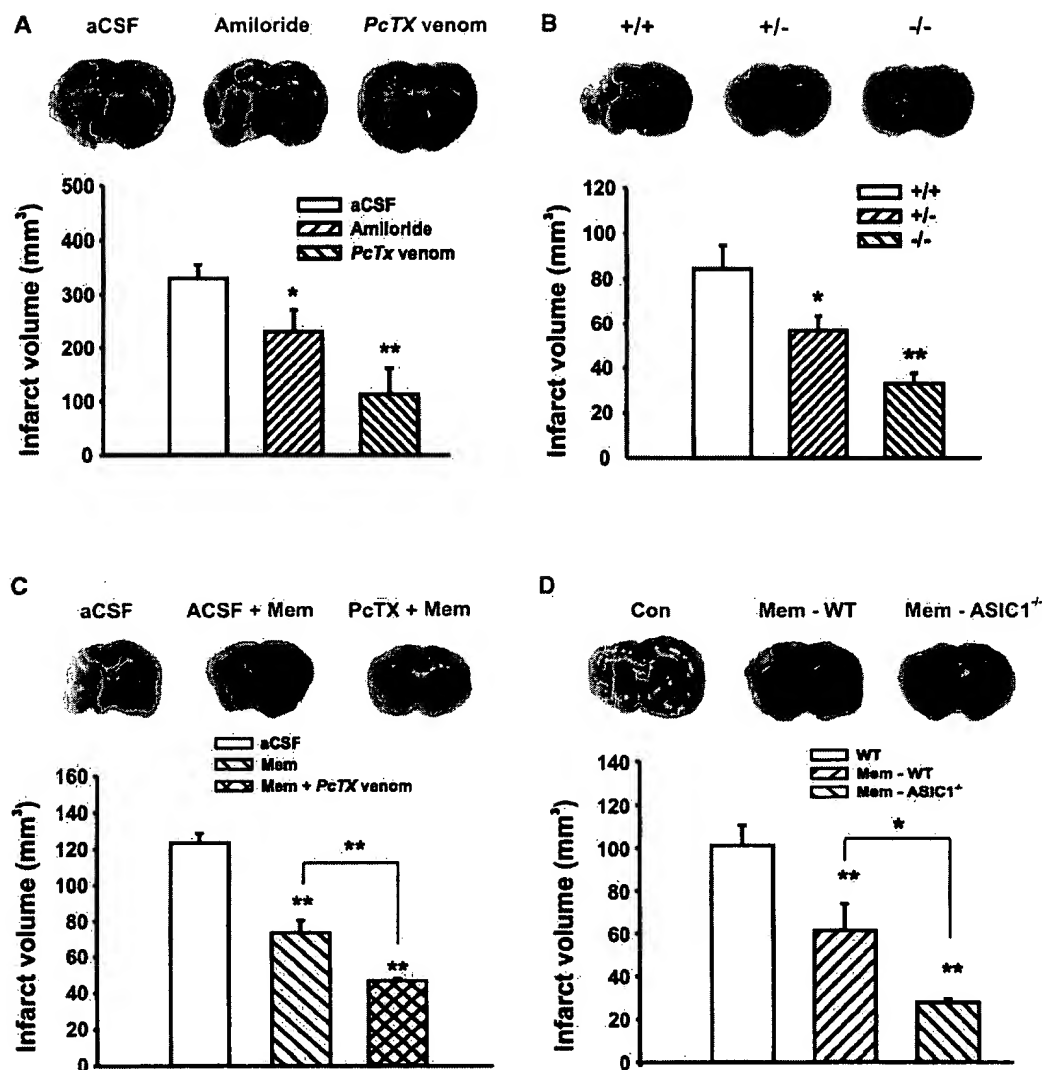 A
aCSF Amiloride PcTX venom
Infarct volume (mm³)
500
400
300
200
100
0
aCSF
Amiloride
PcTx venom
*
**
B
+/+ +/- -/-
Infarct volume (mm³)
120
100
80
60
40
20
0
+/+
+/-
-/-
*
**
C
aCSF ACSF + Mem PcTX + Mem
aCSF
Mem
Mem + PcTX venom
Infarct volume (mm³)
160
140
120
100
80
60
40
20
0
**
**
**
D
Con Mem - WT Mem - ASIC1-/-
WT
Mem - WT
Mem - ASIC1-/-
Infarct volume (mm³)
140
120
100
80
60
40
20
0
*
**
**